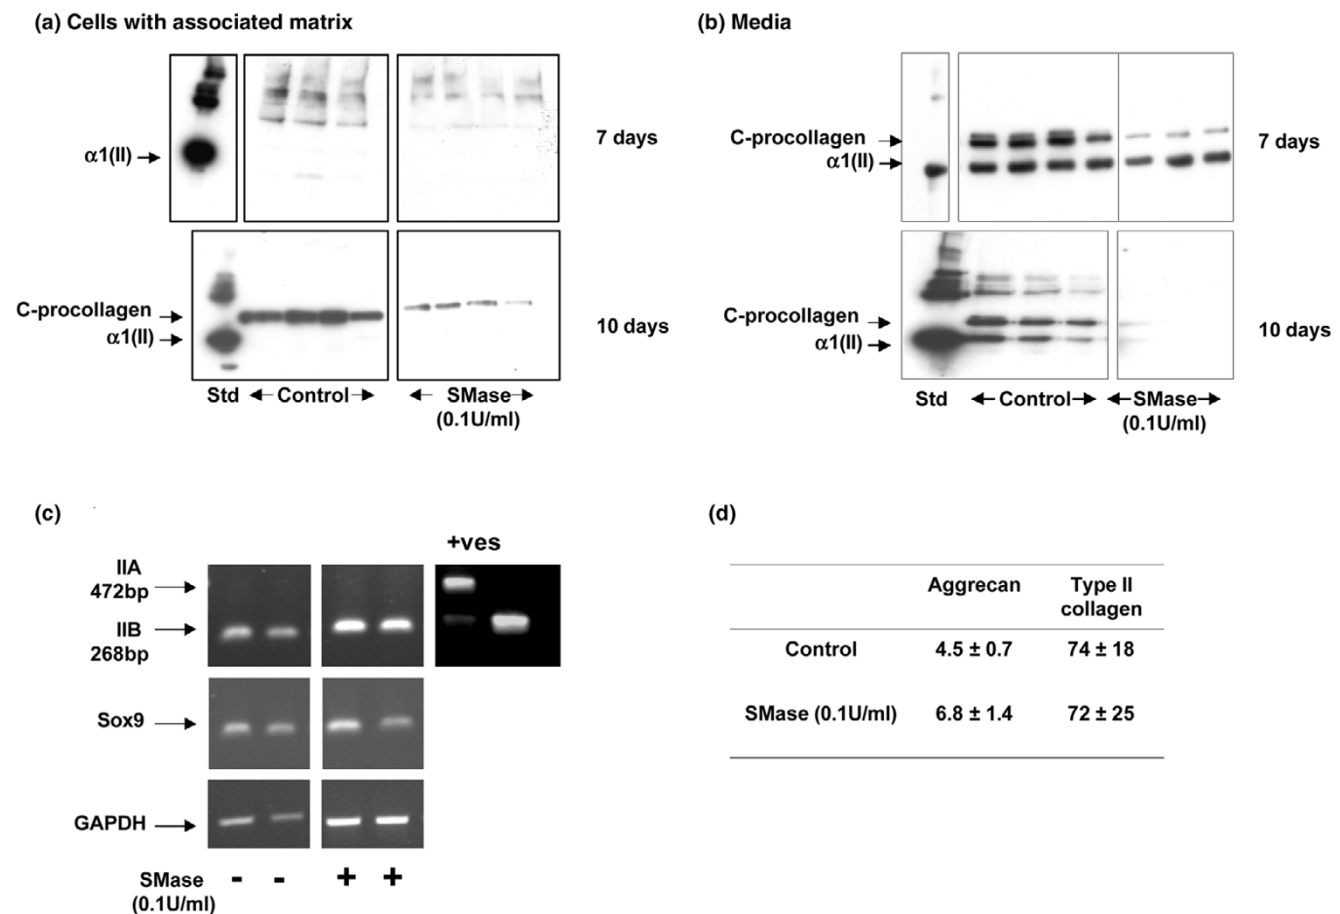 (a) Cells with associated matrix
α1(II)
7 days
C-procollagen
α1(II)
10 days
Std
Control
SMase
(0.1U/ml)
(b) Media
C-procollagen
α1(II)
7 days
C-procollagen
α1(II)
10 days
Std
Control
SMase
(0.1U/ml)
(c)
+ves
IIA
472bp
IIB
268bp
Sox9
GAPDH
SMase - - + +
(0.1U/ml)
(d)
Aggrecan Type II
collagen
Control 4.5 ± 0.7 74 ± 18
SMase (0.1U/ml) 6.8 ± 1.4 72 ± 25